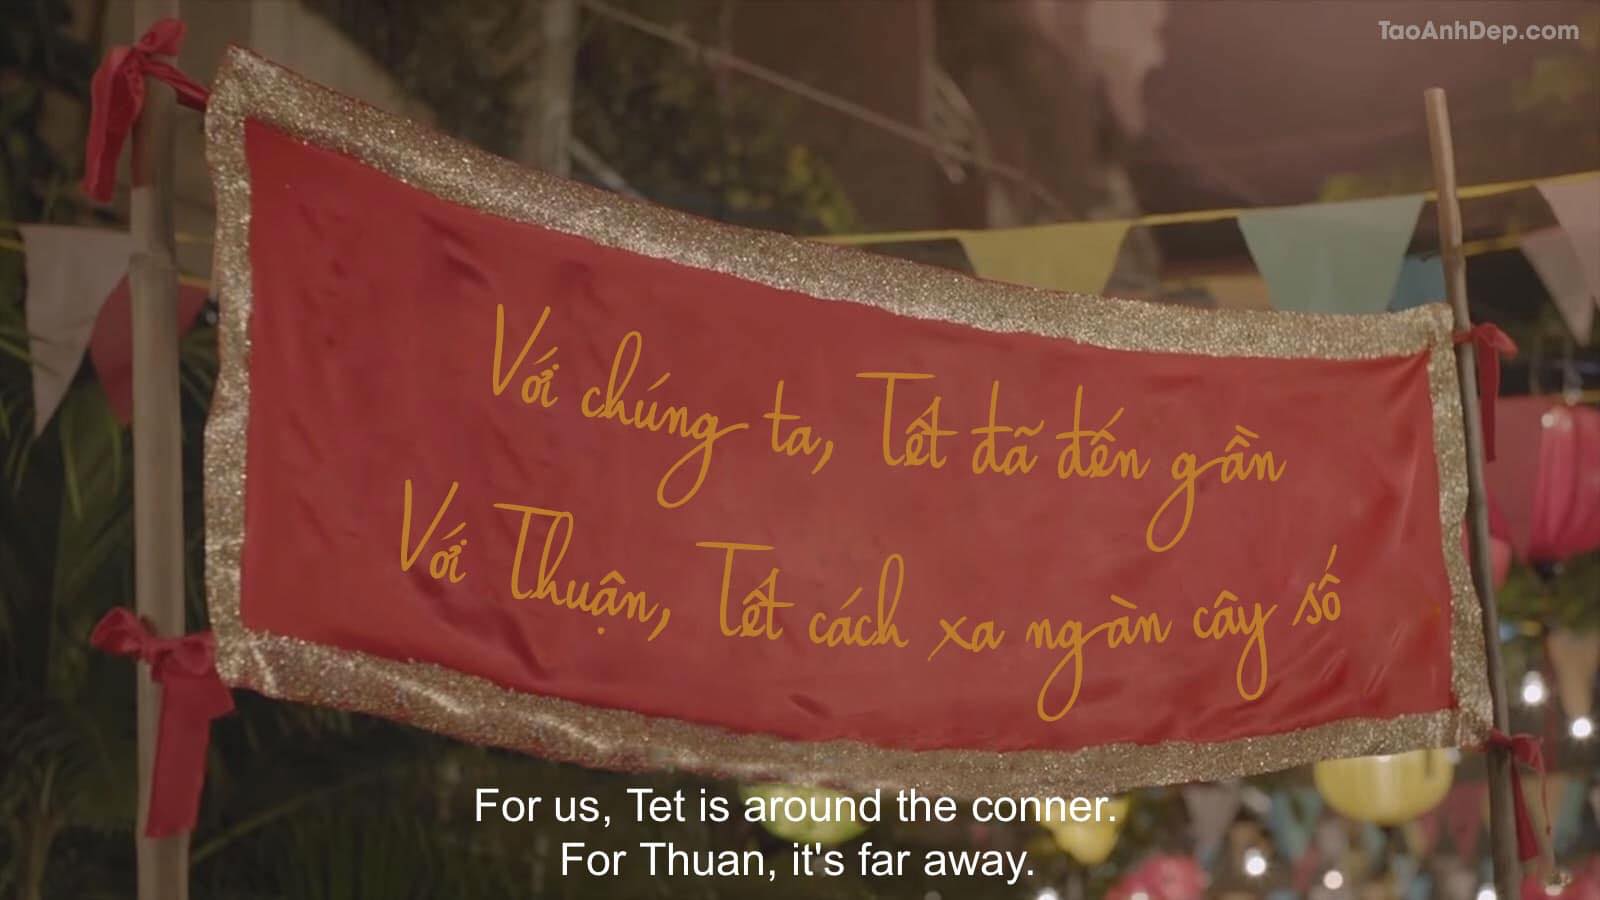 TaoAnhDep.com
Với chúng ta, Tết đã đến gần
Với Thuận, Tết cách xa ngàn cây số
For us, Tet is around the conner.
For Thuan, it's far away.